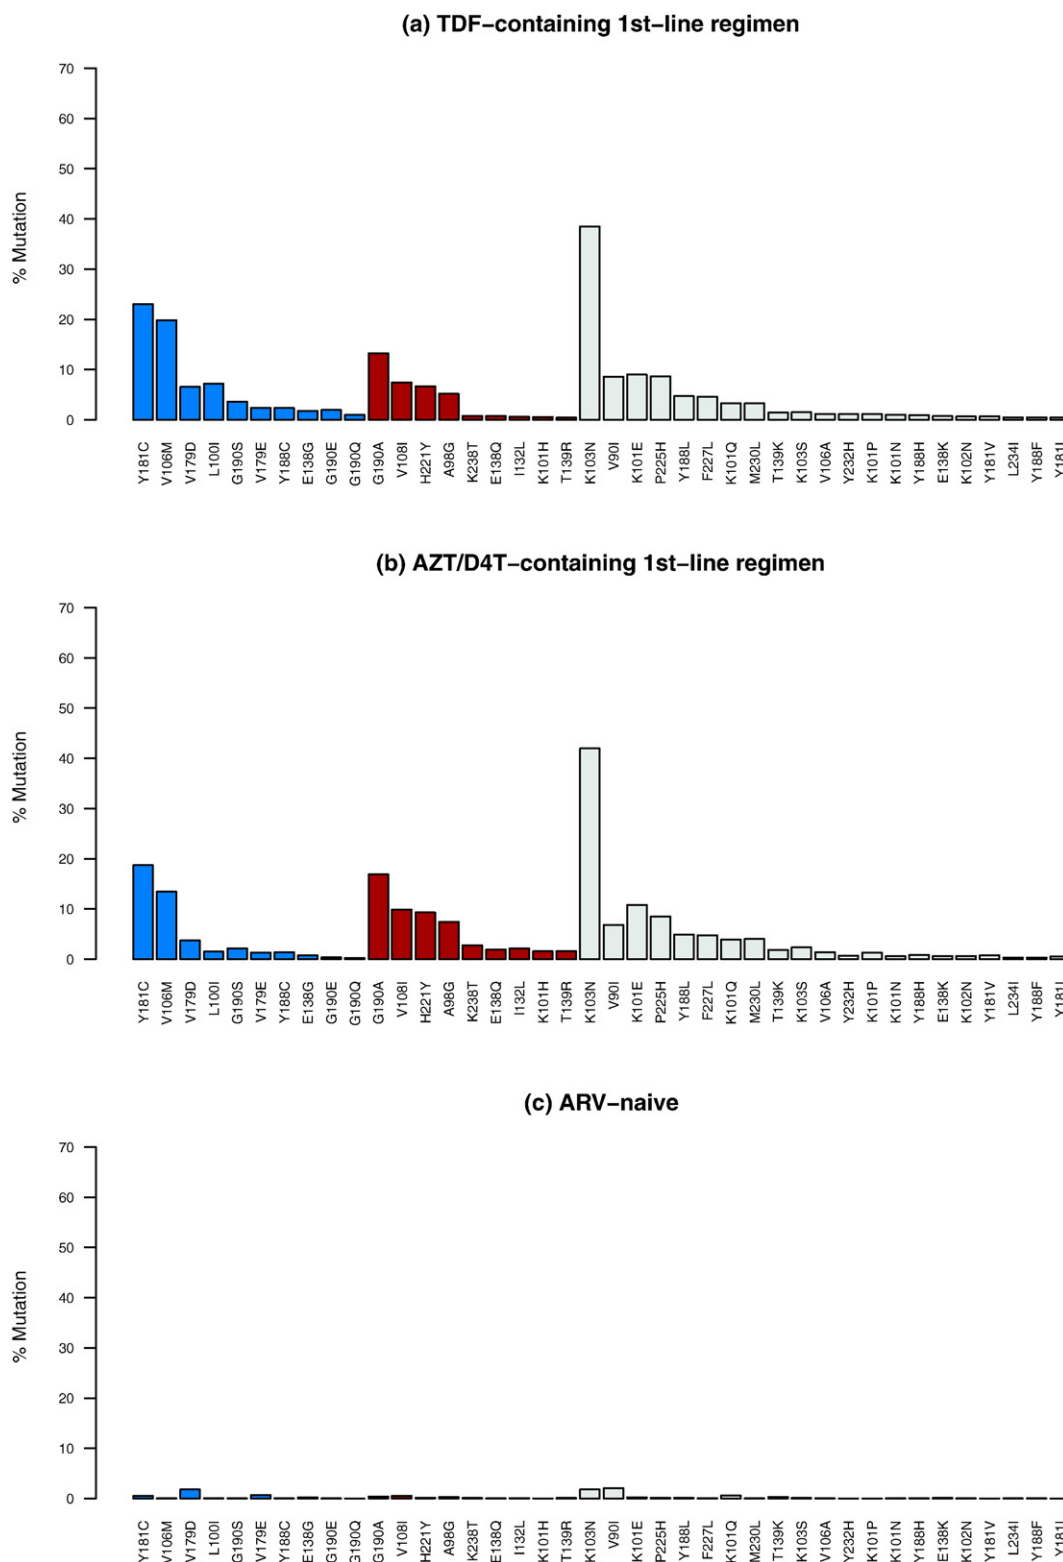 (a) TDF−containing 1st−line regimen
70
60
50
40
30
20
10
0
% Mutation
Y181C V106M V179D L100I G190S V179E Y188C E138G G190E G190Q G190A V108I H221Y A98G K238T E138Q I132L K101H T139R K103N V90I K101E P225H Y188L F227L K101Q M230L T139K K103S V106A Y232H K101P K101N Y188H E138K K102N Y181V L234I Y188F Y181I
(b) AZT/D4T−containing 1st−line regimen
70
60
50
40
30
20
10
0
% Mutation
Y181C V106M V179D L100I G190S V179E Y188C E138G G190E G190Q G190A V108I H221Y A98G K238T E138Q I132L K101H T139R K103N V90I K101E P225H Y188L F227L K101Q M230L T139K K103S V106A Y232H K101P K101N Y188H E138K K102N Y181V L234I Y188F Y181I
(c) ARV−naive
70
60
50
40
30
20
10
0
% Mutation
Y181C V106M V179D L100I G190S V179E Y188C E138G G190E G190Q G190A V108I H221Y A98G K238T E138Q I132L K101H T139R K103N V90I K101E P225H Y188L F227L K101Q M230L T139K K103S V106A Y232H K101P K101N Y188H E138K K102N Y181V L234I Y188F Y181I